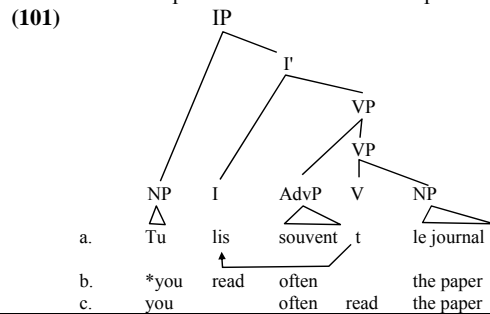 (101)
IP
I'
VP
VP
NP I AdvP V NP
a. Tu lis souvent t le journal
b. *you read often the paper
c. you often read the paper